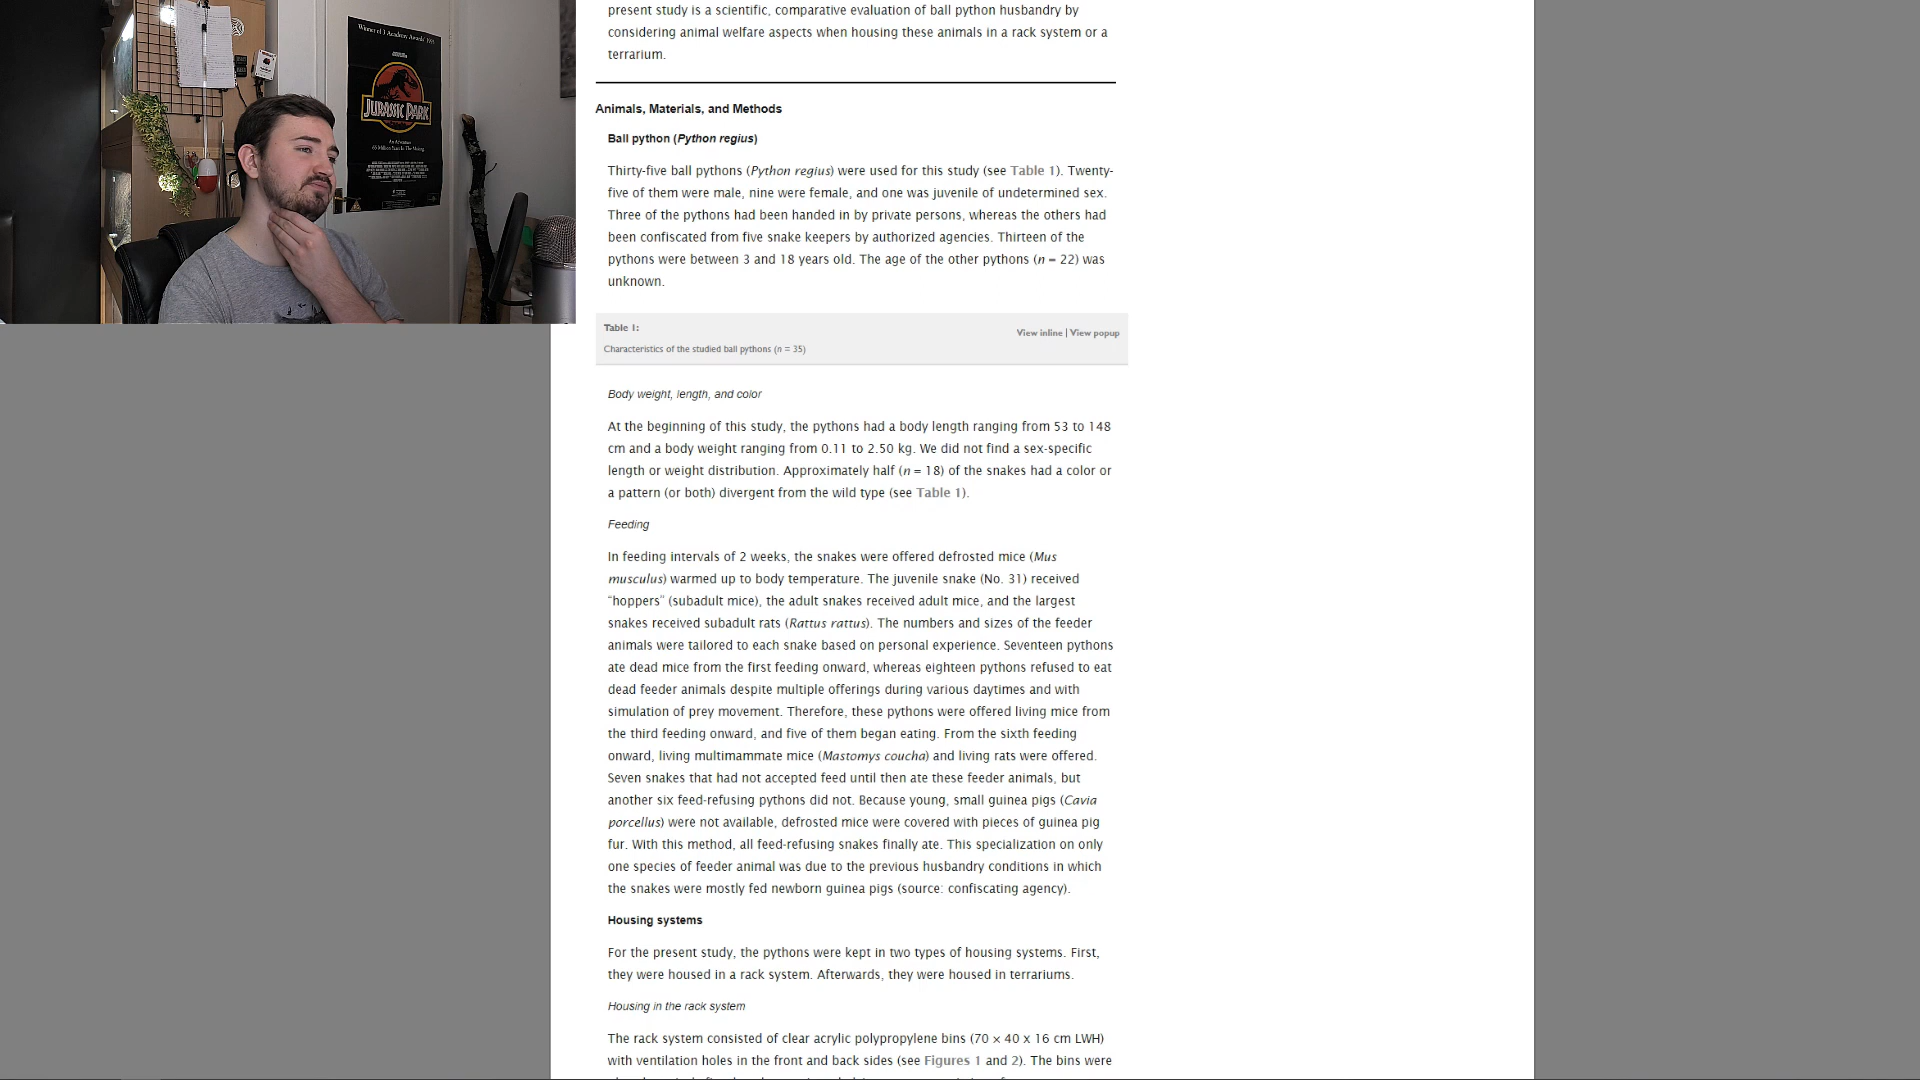 Winner of 3 Academy Awards 1993
JURASSIC PARK
An Adventure
65 Million Years In The Making.
present study is a scientific, comparative evaluation of ball python husbandry by
considering animal welfare aspects when housing these animals in a rack system or a
terrarium.
Animals, Materials, and Methods
Ball python (Python regius)
Thirty-five ball pythons (Python regius) were used for this study (see Table 1). Twenty-
five of them were male, nine were female, and one was juvenile of undetermined sex.
Three of the pythons had been handed in by private persons, whereas the others had
been confiscated from five snake keepers by authorized agencies. Thirteen of the
pythons were between 3 and 18 years old. The age of the other pythons (n = 22) was
unknown.
Table 1:
View inline | View popup
Characteristics of the studied ball pythons (n = 35)
Body weight, length, and color
At the beginning of this study, the pythons had a body length ranging from 53 to 148
cm and a body weight ranging from 0.11 to 2.50 kg. We did not find a sex-specific
length or weight distribution. Approximately half (n = 18) of the snakes had a color or
a pattern (or both) divergent from the wild type (see Table 1).
Feeding
In feeding intervals of 2 weeks, the snakes were offered defrosted mice (Mus
musculus) warmed up to body temperature. The juvenile snake (No. 31) received
“hoppers” (subadult mice), the adult snakes received adult mice, and the largest
snakes received subadult rats (Rattus rattus). The numbers and sizes of the feeder
animals were tailored to each snake based on personal experience. Seventeen pythons
ate dead mice from the first feeding onward, whereas eighteen pythons refused to eat
dead feeder animals despite multiple offerings during various daytimes and with
simulation of prey movement. Therefore, these pythons were offered living mice from
the third feeding onward, and five of them began eating. From the sixth feeding
onward, living multimammate mice (Mastomys coucha) and living rats were offered.
Seven snakes that had not accepted feed until then ate these feeder animals, but
another six feed-refusing pythons did not. Because young, small guinea pigs (Cavia
porcellus) were not available, defrosted mice were covered with pieces of guinea pig
fur. With this method, all feed-refusing snakes finally ate. This specialization on only
one species of feeder animal was due to the previous husbandry conditions in which
the snakes were mostly fed newborn guinea pigs (source: confiscating agency).
Housing systems
For the present study, the pythons were kept in two types of housing systems. First,
they were housed in a rack system. Afterwards, they were housed in terrariums.
Housing in the rack system
The rack system consisted of clear acrylic polypropylene bins (70 × 40 x 16 cm LWH)
with ventilation holes in the front and back sides (see Figures 1 and 2). The bins were